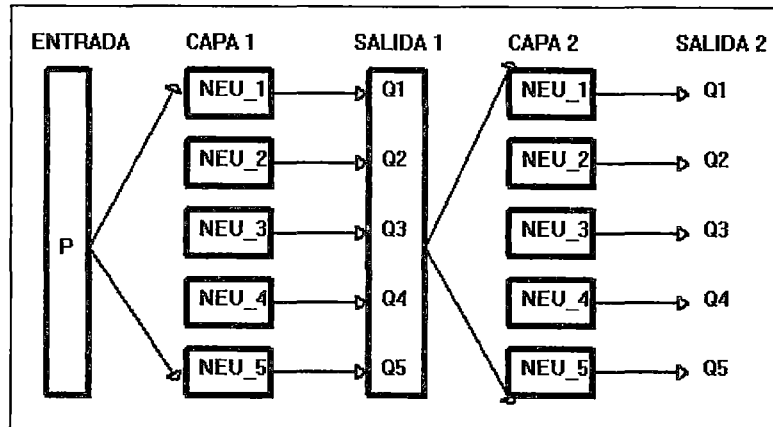 ENTRADA CAPA 1 SALIDA 1 CAPA 2 SALIDA 2
NEU_1 Q1 NEU_1 Q1
NEU_2 Q2 NEU_2 Q2
P NEU_3 Q3 NEU_3 Q3
NEU_4 Q4 NEU_4 Q4
NEU_5 Q5 NEU_5 Q5